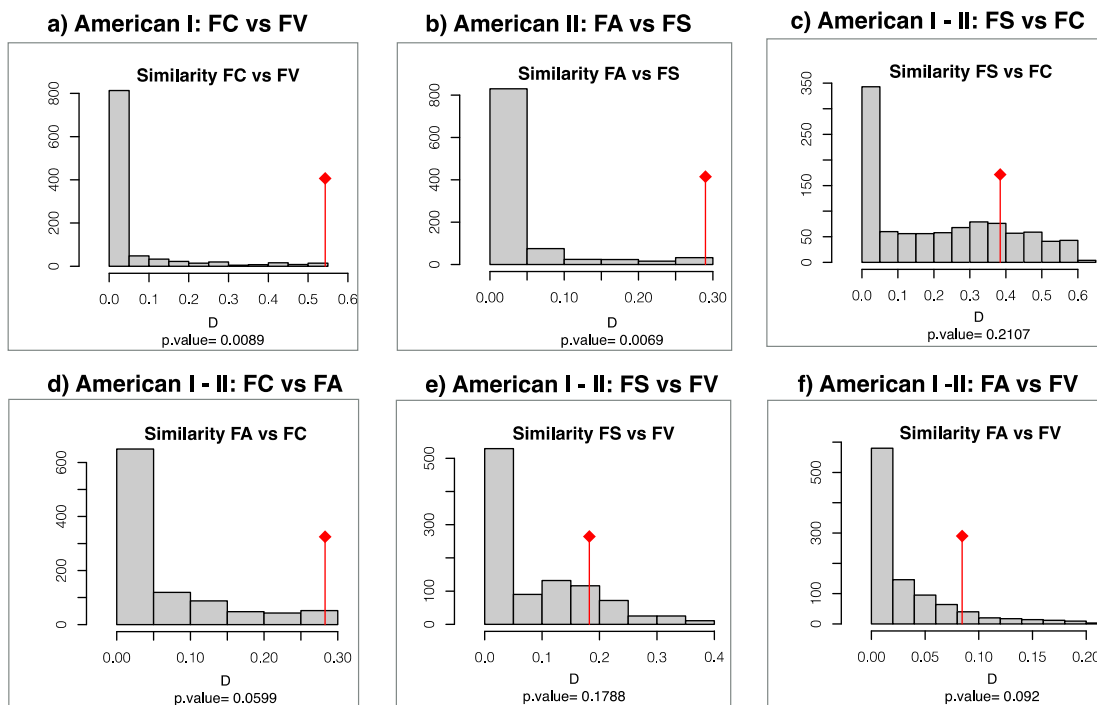 a) American I: FC vs FV
Similarity FC vs FV
800
600
400
200
0
0.0 0.1 0.2 0.3 0.4 0.5 0.6
D
p.value= 0.0089
b) American II: FA vs FS
Similarity FA vs FS
800
600
400
200
0
0.00 0.10 0.20 0.30
D
p.value= 0.0069
c) American I - II: FS vs FC
Similarity FS vs FC
350
250
150
50
0
0.0 0.1 0.2 0.3 0.4 0.5 0.6
D
p.value= 0.2107
d) American I - II: FC vs FA
Similarity FA vs FC
600
400
200
0
0.00 0.10 0.20 0.30
D
p.value= 0.0599
e) American I - II: FS vs FV
Similarity FS vs FV
500
300
100
0
0.0 0.1 0.2 0.3 0.4
D
p.value= 0.1788
f) American I -II: FA vs FV
Similarity FA vs FV
500
300
100
0
0.00 0.05 0.10 0.15 0.20
D
p.value= 0.092